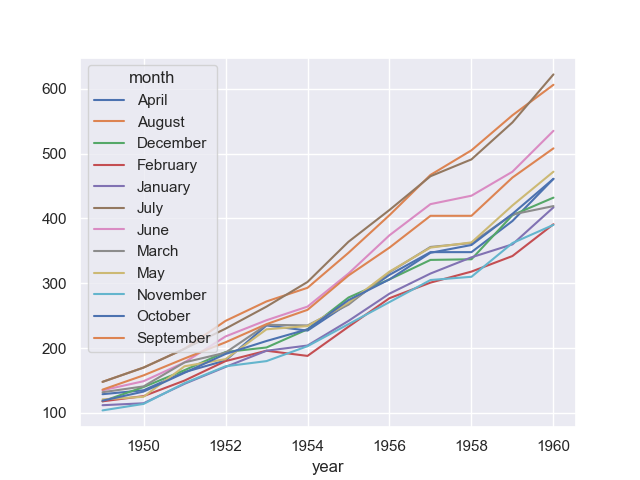 month
April
August
December
February
January
July
June
March
May
November
October
September
600
500
400
300
200
100
1950 1952 1954 1956 1958 1960
year